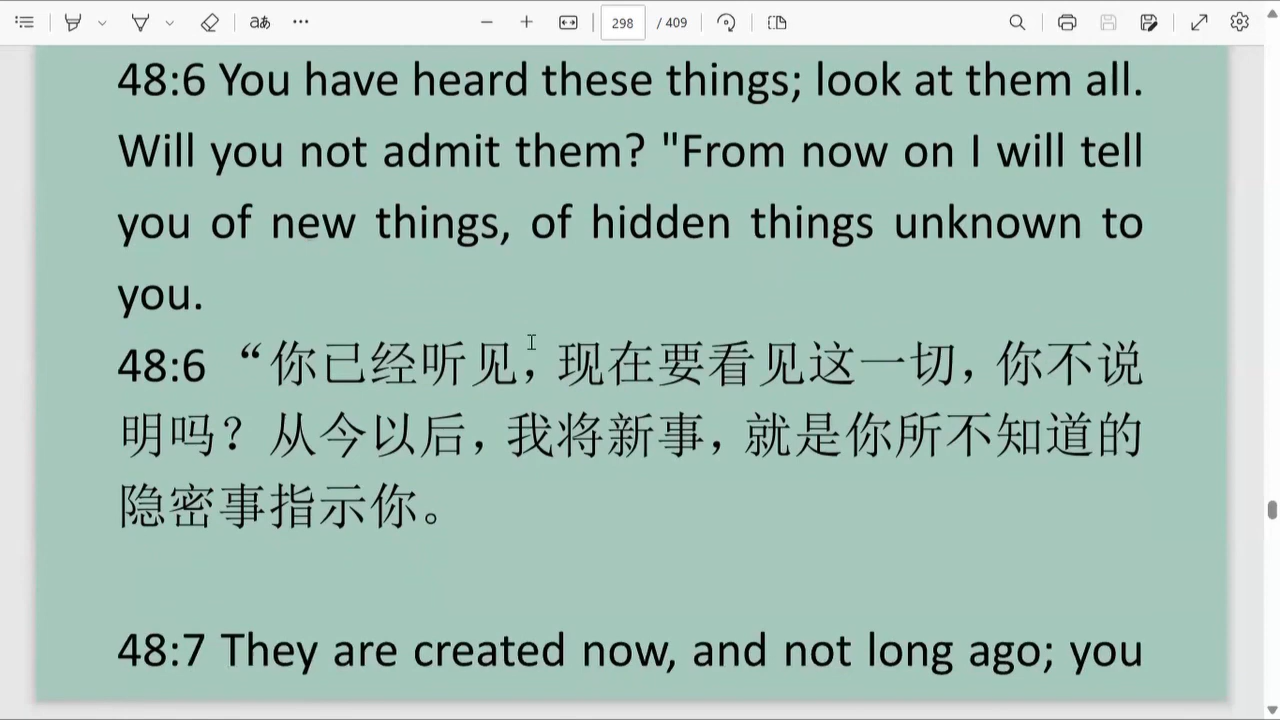 298 / 409
48:6 You have heard these things; look at them all.
Will you not admit them? "From now on I will tell
you of new things, of hidden things unknown to
you.
48:6 “你已经听见，现在要看见这一切，你不说
明吗？从今以后，我将新事，就是你所不知道的
隐密事指示你。
48:7 They are created now, and not long ago; you